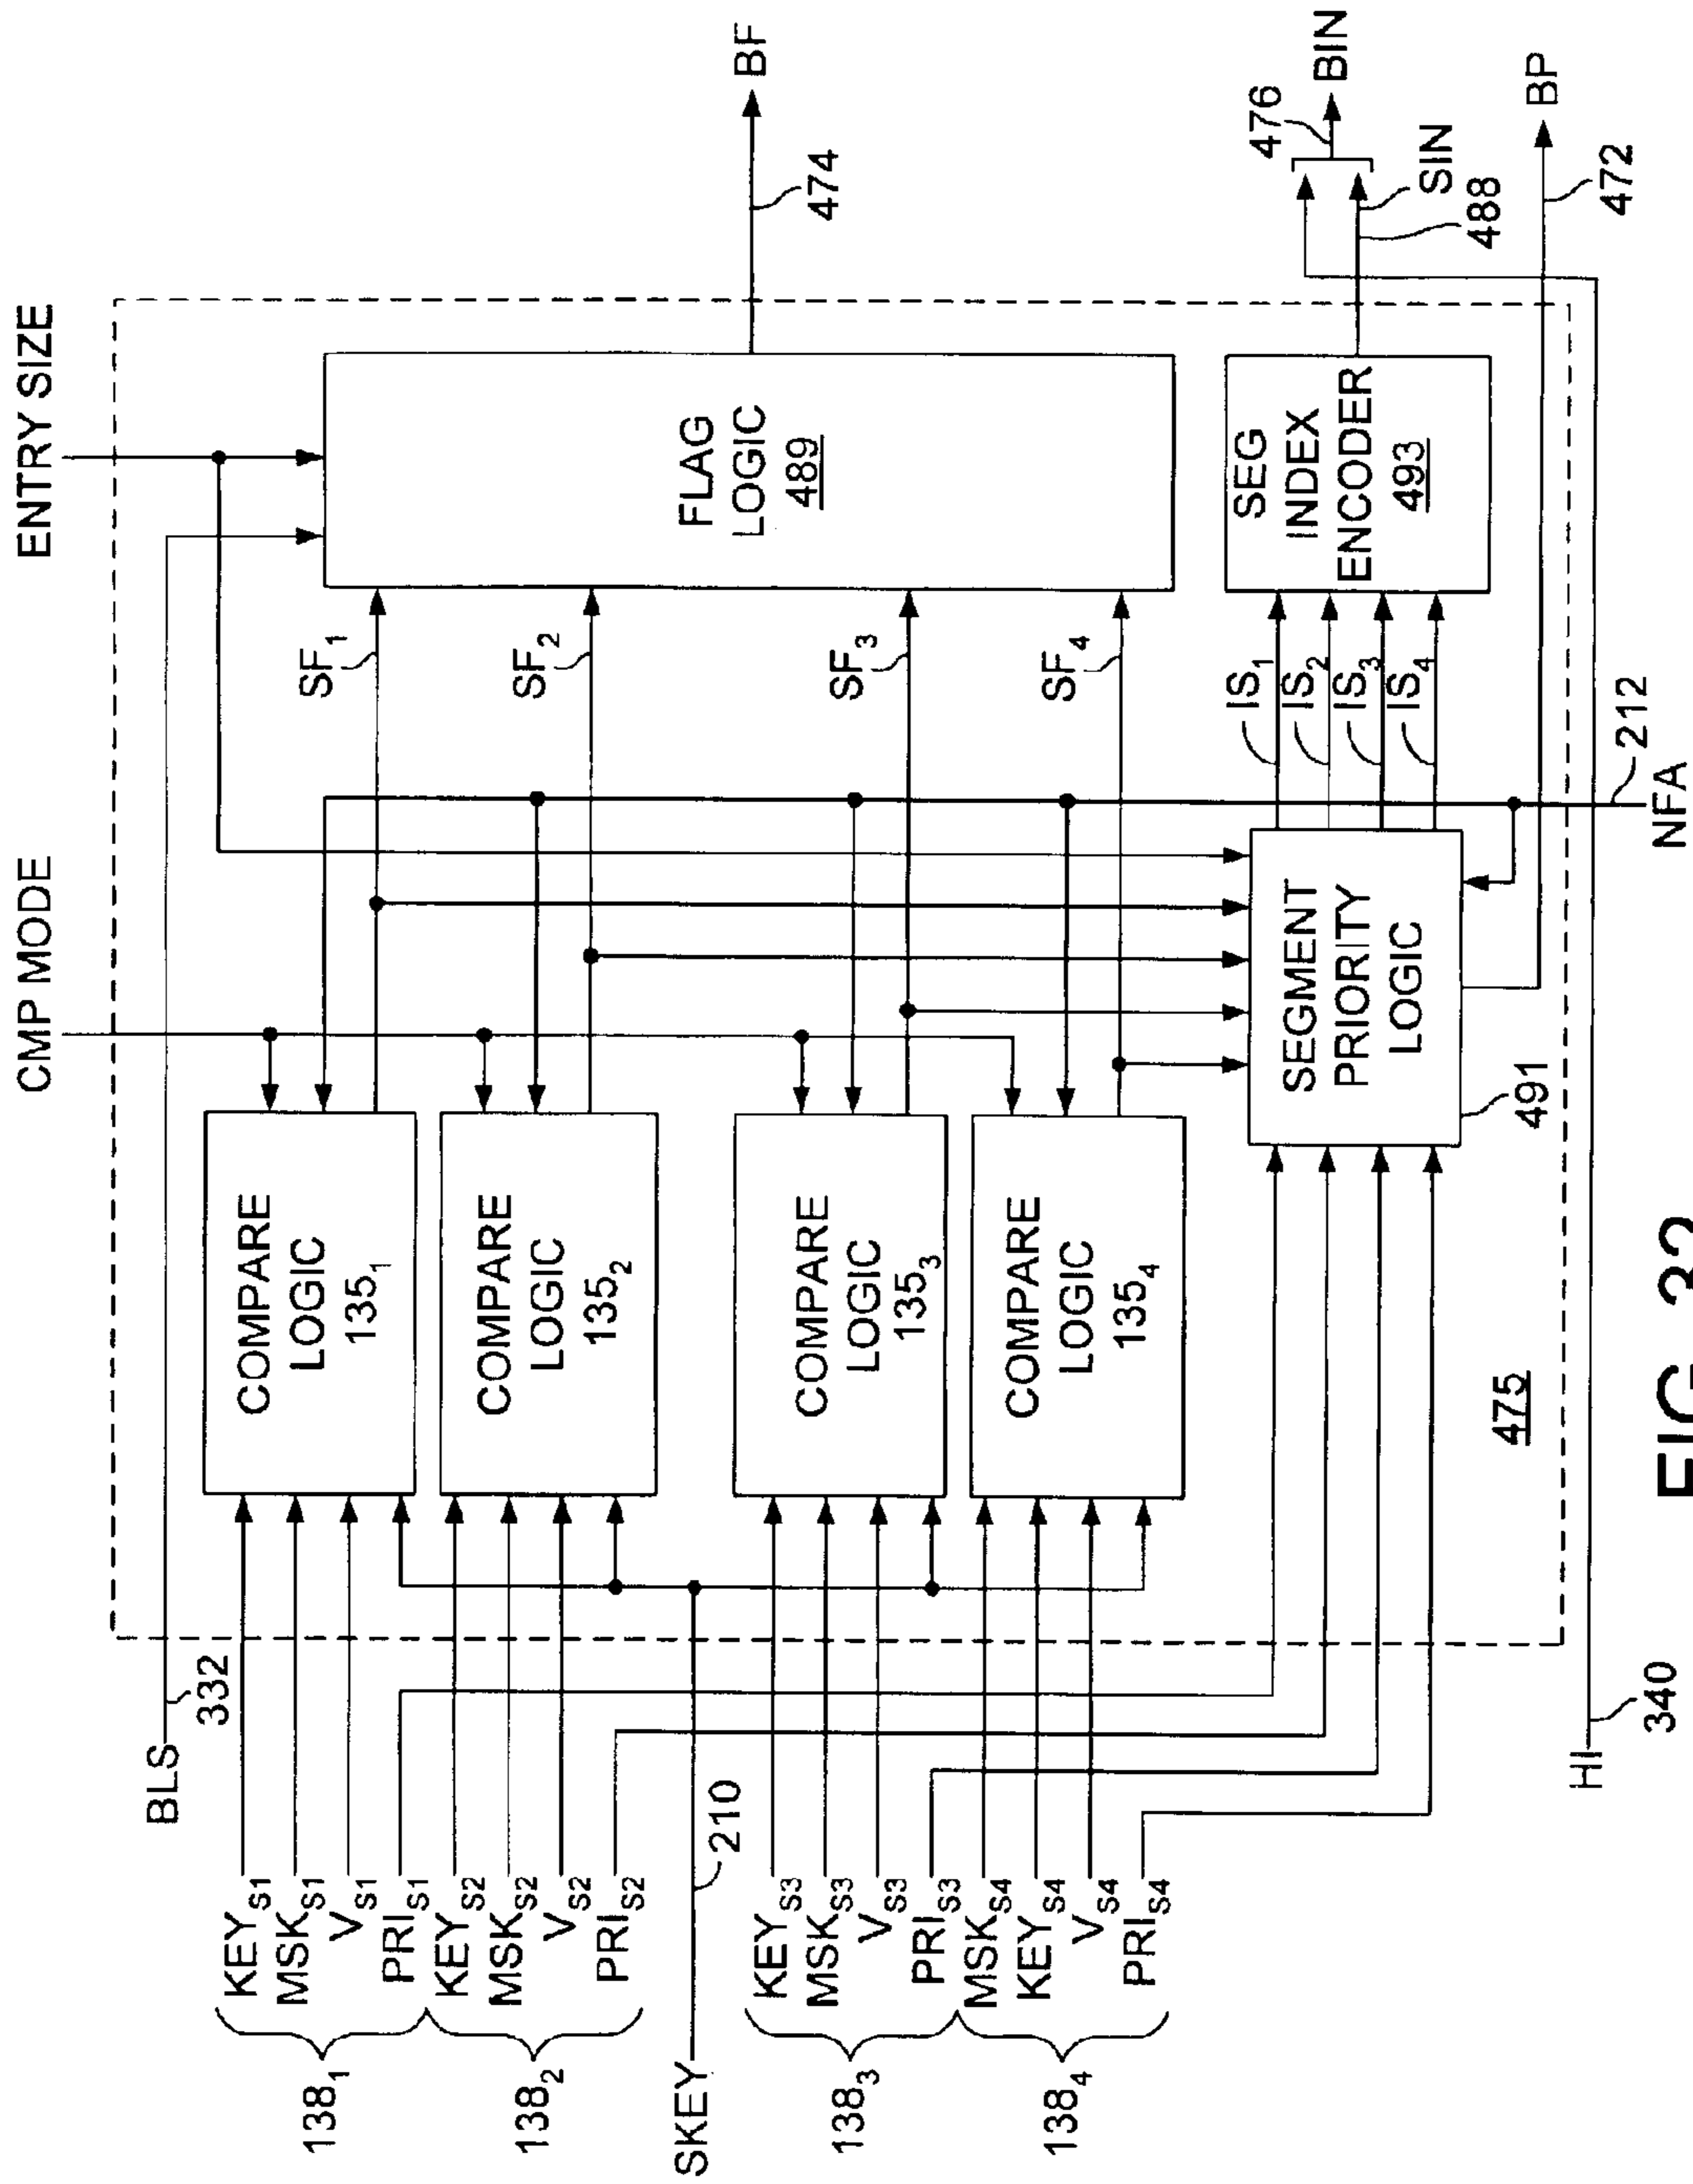 CMP MODE
ENTRY SIZE
BLS
332
KEYS1
MSKS1
VS1
PRIS1
1381
KEYS2
MSKS2
VS2
PRIS2
1382
SKEY
210
KEYS3
MSKS3
VS3
PRIS3
1383
MSKS4
KEYS4
VS4
PRIS4
1384
HI
340
COMPARE
LOGIC
1351
COMPARE
LOGIC
1352
COMPARE
LOGIC
1353
COMPARE
LOGIC
1354
475
SF1
SF2
SF3
SF4
FLAG
LOGIC
489
SEGMENT
PRIORITY
LOGIC
491
IS1
IS2
IS3
IS4
SEG
INDEX
ENCODER
493
NFA
212
BF
474
476
BIN
SIN
488
BP
472
FIG. 32